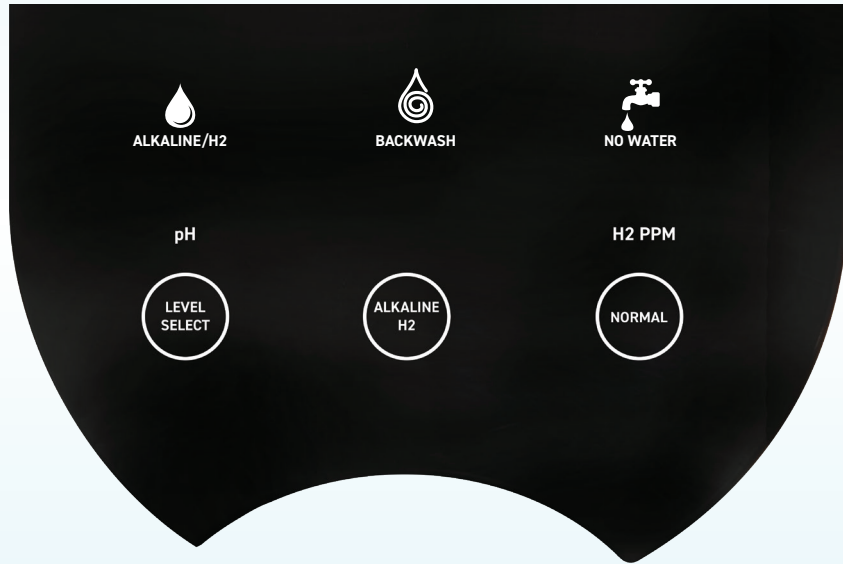 ALKALINE/H2
BACKWASH
NO WATER
pH
H2 PPM
LEVEL
SELECT
ALKALINE
H2
NORMAL